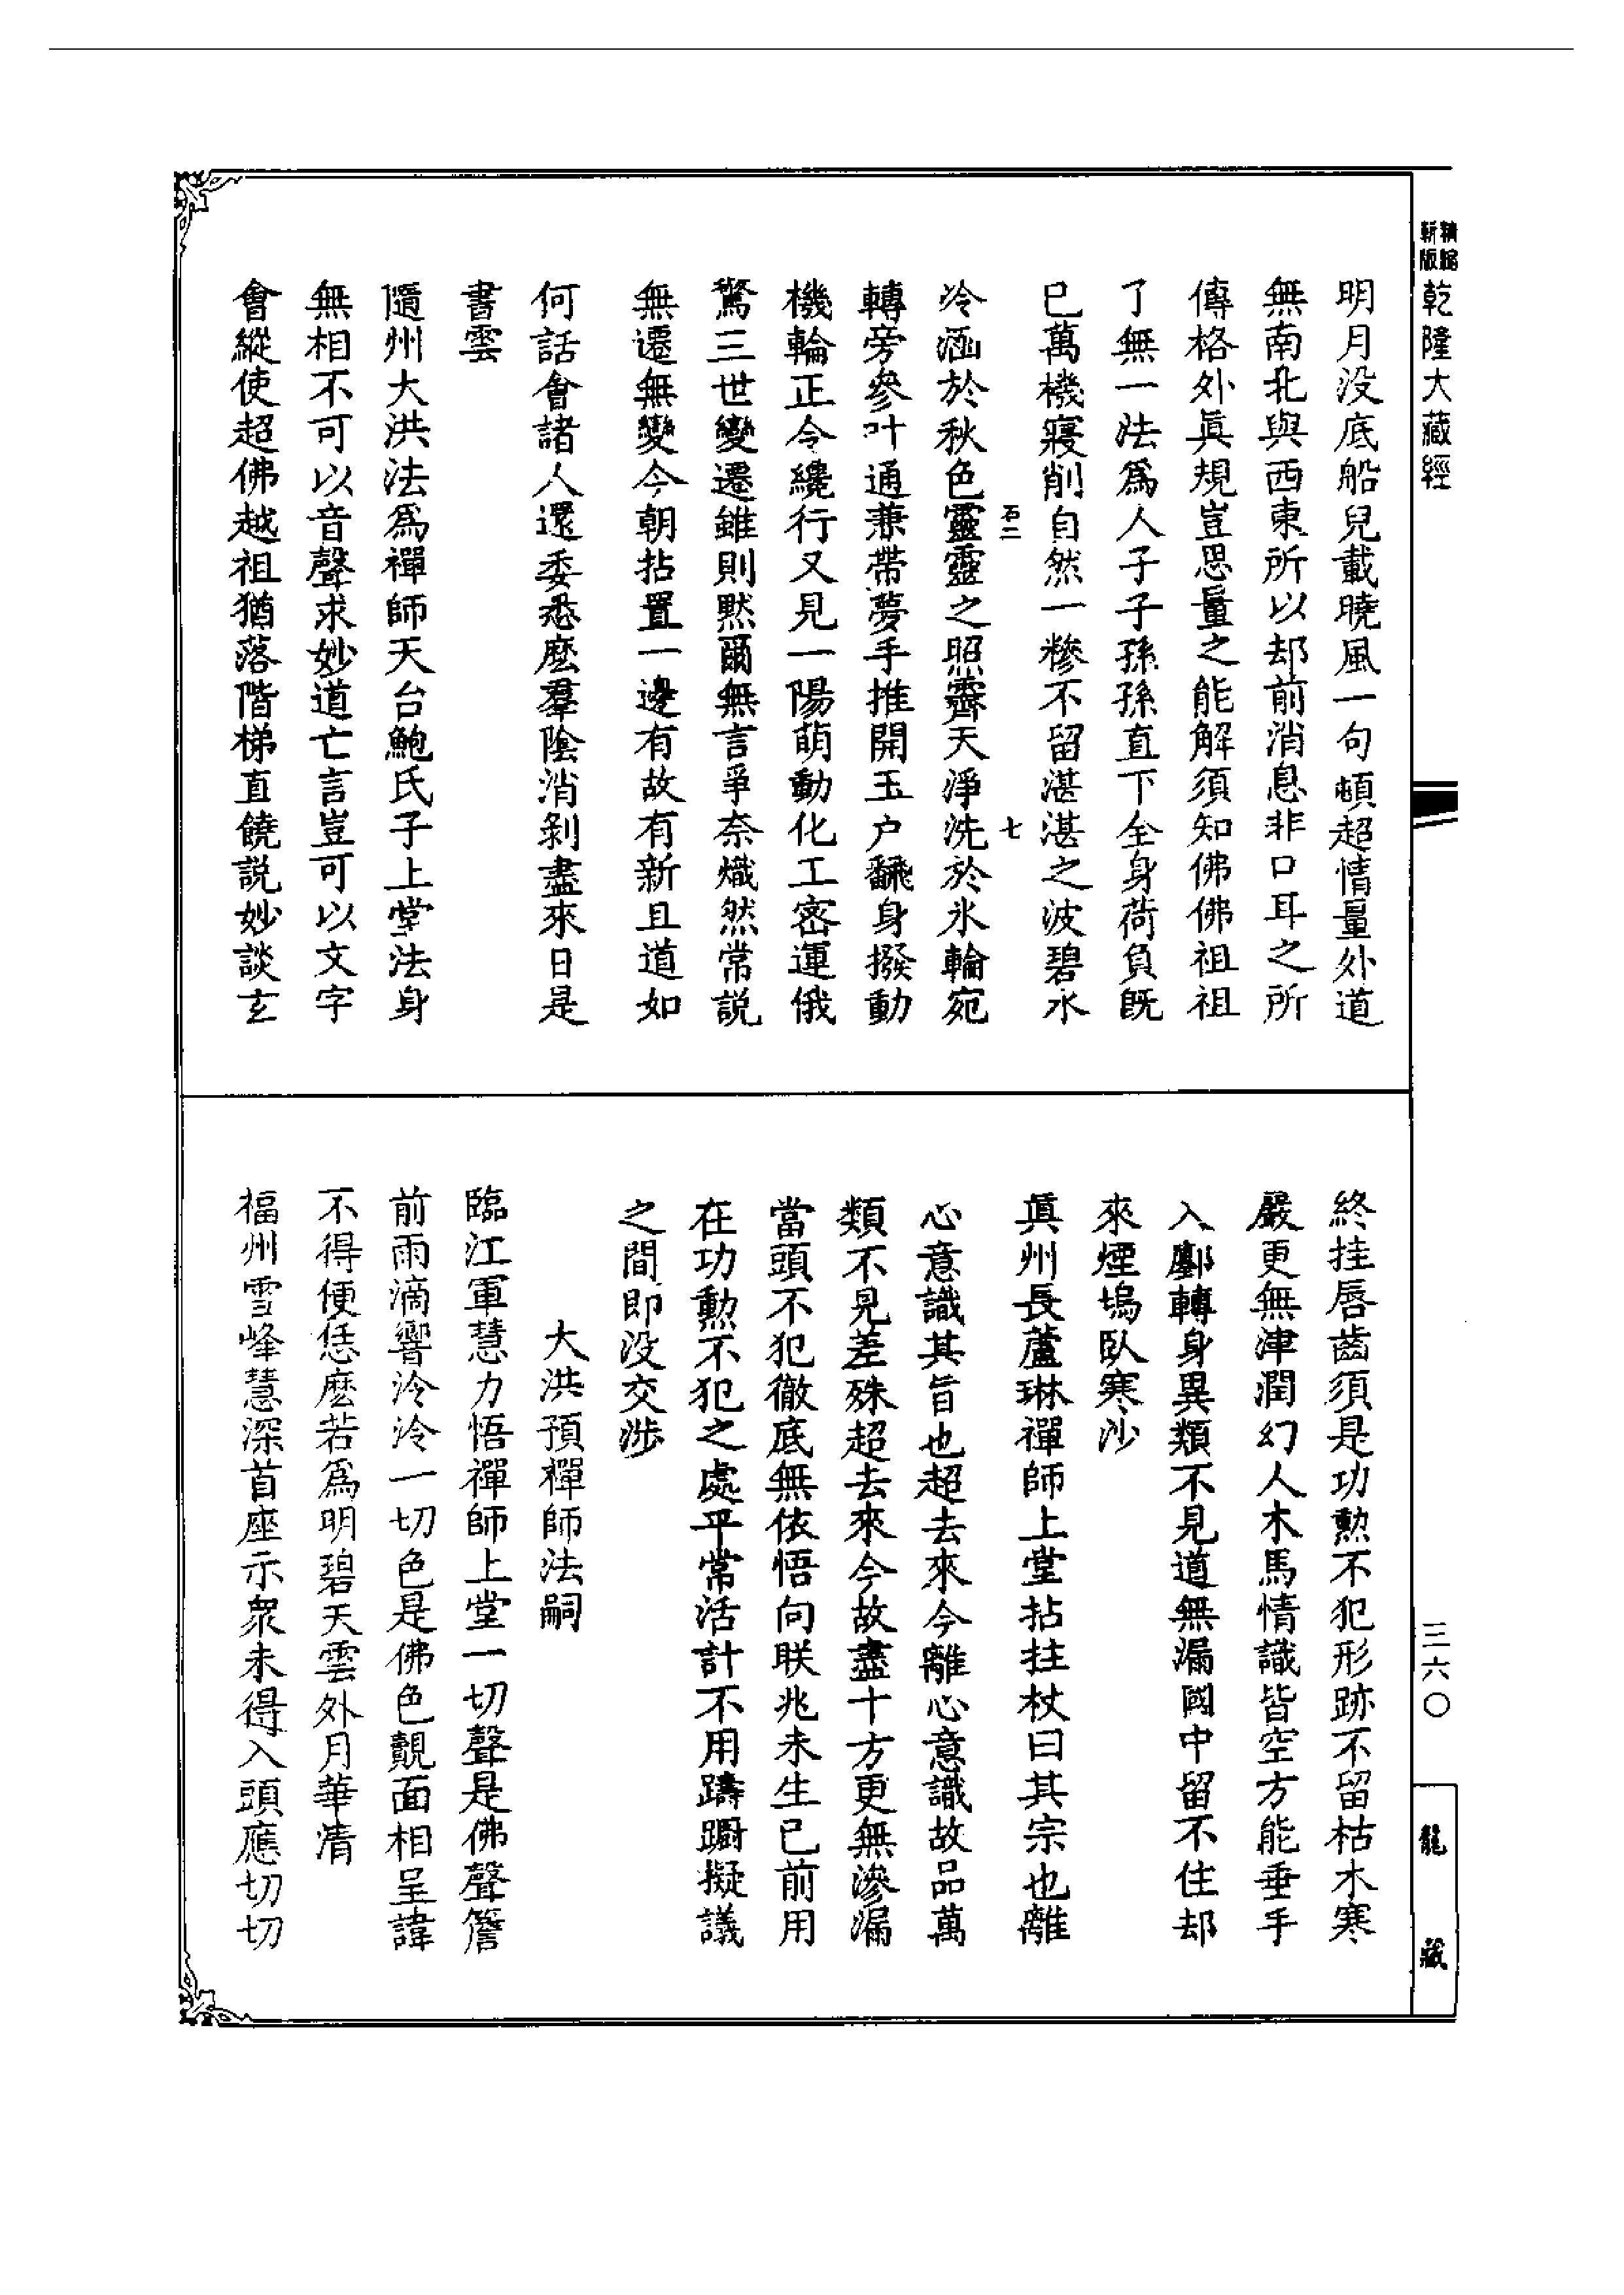 精縮
新版
乾隆大藏經
明月没底船兒載曉風一句頓超情量外道
無南北與西東所以却前消息非口耳之所
傳格外眞規豈思量之能解須知佛佛祖祖
了無一法爲人子子孫孫直下全身荷負旣
已萬機寢削自然一糝不留湛湛之波碧水
冷涵於秋色靈靈之照霽天淨洗於氷輪宛
石二
七
轉旁參叶通兼帶夢手推開玉户飜身撥動
機輪正令纔行又見一陽萌動化工密運俄
驚三世變遷雖則默爾無言爭奈熾然常説
無遷無變今朝拈置一邊有故有新且道如
何話會諸人還委悉麽羣陰消剝盡來日是
書雲
隨州大洪法爲禪師天台鮑氏子上堂法身
無相不可以音聲求妙道亡言豈可以文字
會縱使超佛越祖猶落階梯直饒説妙談玄
終挂唇齒須是功勲不犯形跡不留枯木寒
嚴更無津潤幻人木馬情識皆空方能垂手
入鄽轉身異類不見道無漏國中留不住却
來煙塢臥寒沙
眞州長蘆琳禪師上堂拈拄杖曰其宗也離
心意識其旨也超去來今離心意識故品萬
類不見差殊超去來今故盡十方更無滲漏
當頭不犯徹底無依悟向朕兆未生已前用
在功勲不犯之處平常活計不用躊躕擬議
之間即没交渉
大洪預禪師法嗣
臨江軍慧力悟禪師上堂一切聲是佛聲簷
前雨滴響泠泠一切色是佛色覿面相呈諱
不得便恁麽若爲明碧天雲外月華清
福州雪峰慧深首座示衆未得入頭應切切
三六〇
龍藏